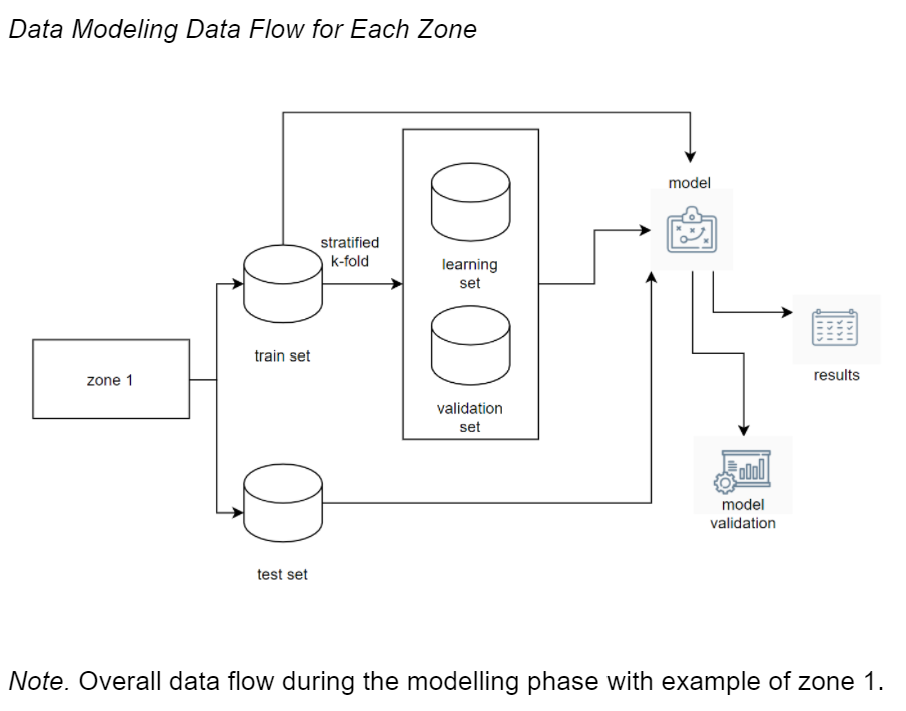 Data Modeling Data Flow for Each Zone
model
stratified
k-fold
learning
set
train set
zone 1
results
validation
set
model
validation
test set
Note. Overall data flow during the modelling phase with example of zone 1.